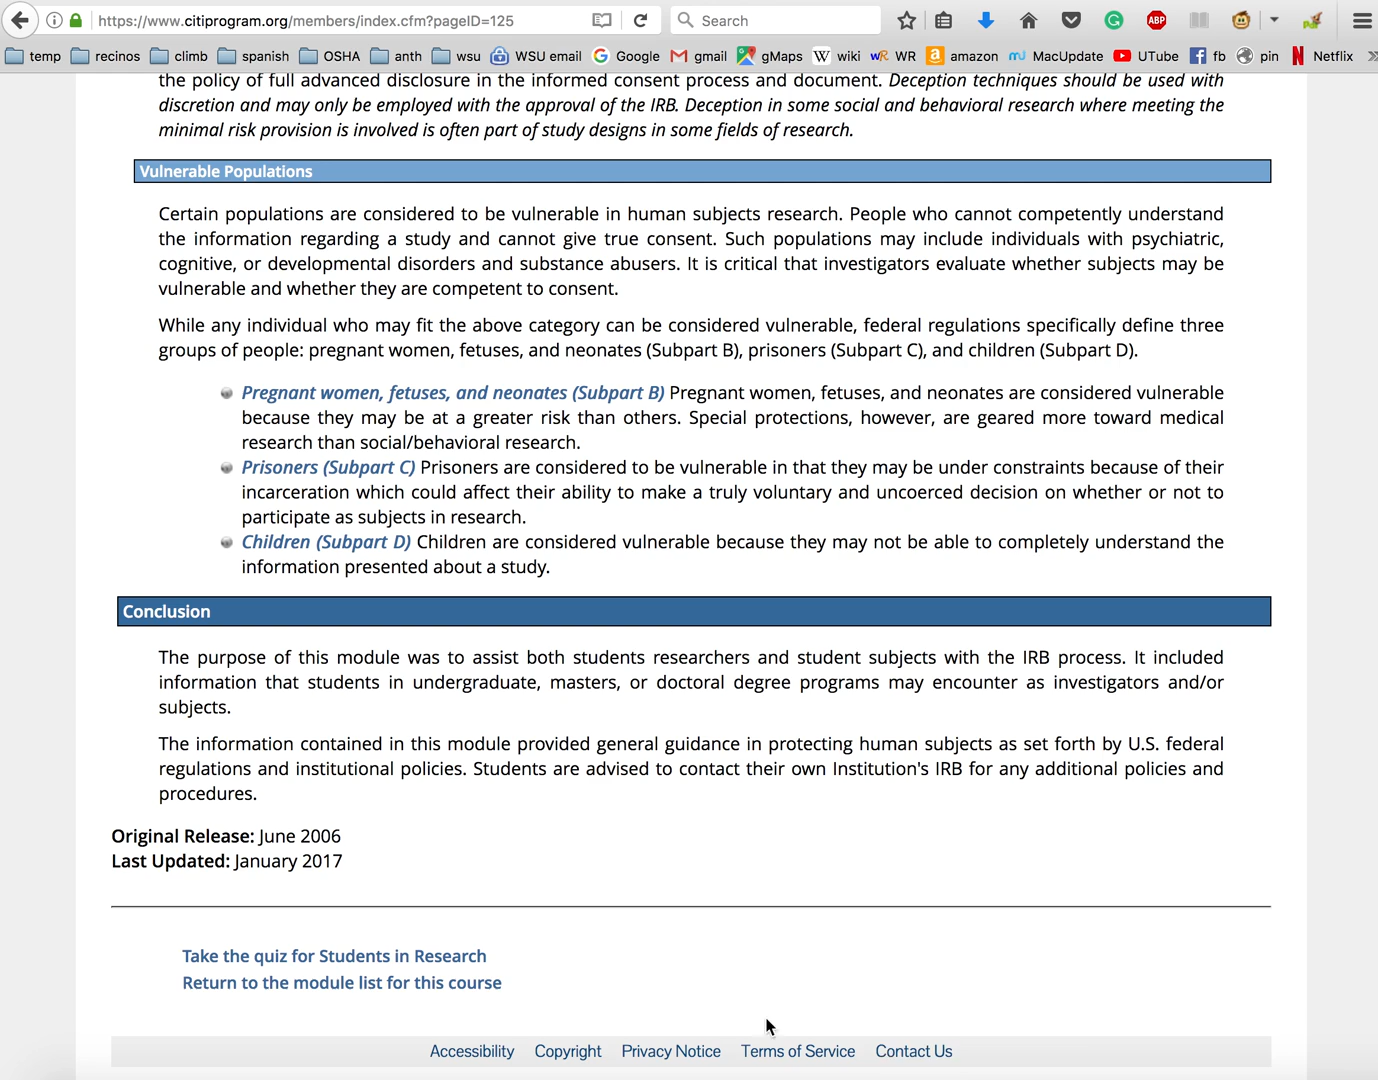 https://www.citiprogram.org/members/index.cfm?pageID=125
Search
ABP
temp recinos climb spanish OSHA anth wsu WSU email Google gmail gMaps wiki WR amazon MacUpdate UTube fb pin Netflix
the policy of full advanced disclosure in the informed consent process and document. Deception techniques should be used with
discretion and may only be employed with the approval of the IRB. Deception in some social and behavioral research where meeting the
minimal risk provision is involved is often part of study designs in some fields of research.
Vulnerable Populations
Certain populations are considered to be vulnerable in human subjects research. People who cannot competently understand
the information regarding a study and cannot give true consent. Such populations may include individuals with psychiatric,
cognitive, or developmental disorders and substance abusers. It is critical that investigators evaluate whether subjects may be
vulnerable and whether they are competent to consent.
While any individual who may fit the above category can be considered vulnerable, federal regulations specifically define three
groups of people: pregnant women, fetuses, and neonates (Subpart B), prisoners (Subpart C), and children (Subpart D).
Pregnant women, fetuses, and neonates (Subpart B) Pregnant women, fetuses, and neonates are considered vulnerable
because they may be at a greater risk than others. Special protections, however, are geared more toward medical
research than social/behavioral research.
Prisoners (Subpart C) Prisoners are considered to be vulnerable in that they may be under constraints because of their
incarceration which could affect their ability to make a truly voluntary and uncoerced decision on whether or not to
participate as subjects in research.
Children (Subpart D) Children are considered vulnerable because they may not be able to completely understand the
information presented about a study.
Conclusion
The purpose of this module was to assist both students researchers and student subjects with the IRB process. It included
information that students in undergraduate, masters, or doctoral degree programs may encounter as investigators and/or
subjects.
The information contained in this module provided general guidance in protecting human subjects as set forth by U.S. federal
regulations and institutional policies. Students are advised to contact their own Institution's IRB for any additional policies and
procedures.
Original Release: June 2006
Last Updated: January 2017
Take the quiz for Students in Research
Return to the module list for this course
Accessibility Copyright Privacy Notice Terms of Service Contact Us